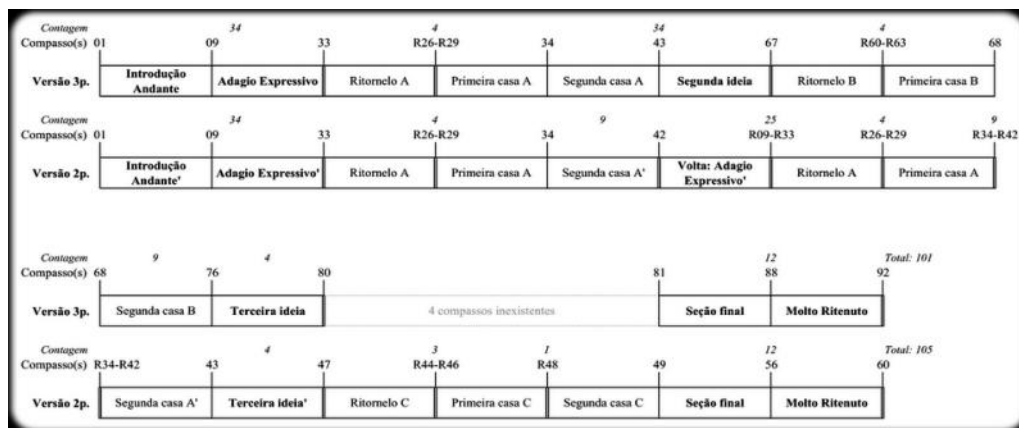 Contagem 34 4 34 4
Compasso(s) 01 09 33 R26-R29 34 43 67 R60-R63 68
Versão 3p. Introdução Andante Adagio Expressivo Ritornelo A Primeira casa A Segunda casa A Segunda ideia Ritornelo B Primeira casa B
Contagem 34 4 9 25 4 9
Compasso(s) 01 09 33 R26-R29 34 42 R09-R33 R26-R29 R34-R42
Versão 2p. Introdução Andante' Adagio Expressivo' Ritornelo A Primeira casa A Segunda casa A' Volta: Adagio Expressivo' Ritornelo A Primeira casa A
Contagem 9 4 12 Total: 101
Compasso(s) 68 76 80 81 88 92
Versão 3p. Segunda casa B Terceira ideia 4 compassos inexistentes Seção final Molto Ritenuto
Contagem 4 3 1 12 Total: 105
Compasso(s) R34-R42 43 47 R44-R46 R48 49 56 60
Versão 2p. Segunda casa A' Terceira ideia' Ritornelo C Primeira casa C Segunda casa C Seção final Molto Ritenuto